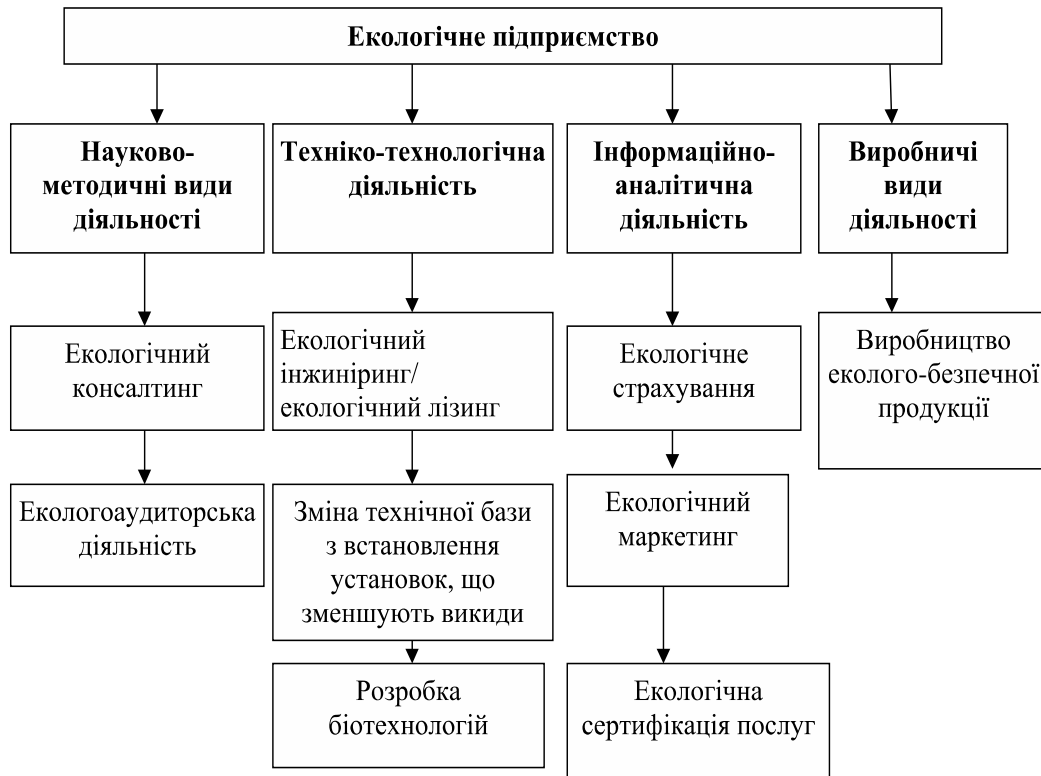 Екологічне підприємство
Науково-
методичні види
діяльності
Техніко-технологічна
діяльність
Інформаційно-
аналітична
діяльність
Виробничі
види
діяльності
Екологічний
консалтинг
Екологічний
інжиніринг/
екологічний лізинг
Екологічне
страхування
Виробництво
еколого-безпечної
продукції
Екологоаудиторська
діяльність
Зміна технічної бази
з встановлення
установок, що
зменшують викиди
Екологічний
маркетинг
Розробка
біотехнологій
Екологічна
сертифікація послуг